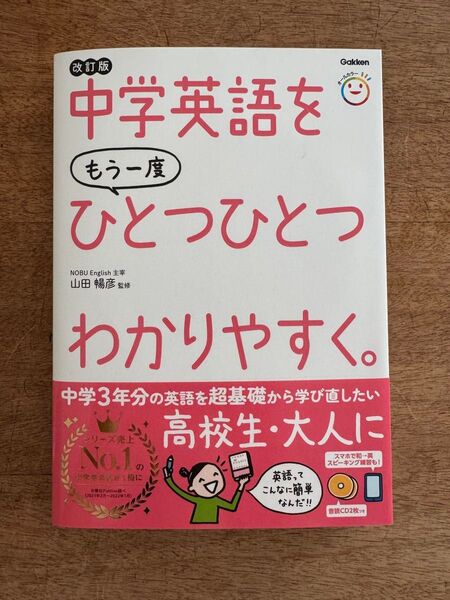 改訂版
Gakken
オールカラー
中学英語を
もう一度
ひとつひとつ
NOBU English 主宰
山田 暢彦 監修
わかりやすく。
中学3年分の英語を超基礎から学び直したい
高校生・大人に
シリーズ売上
No.1の
英語って
こんなに簡単
なんだ!!
スマホで和→英
スピーキング練習も!
音読CD2枚つき